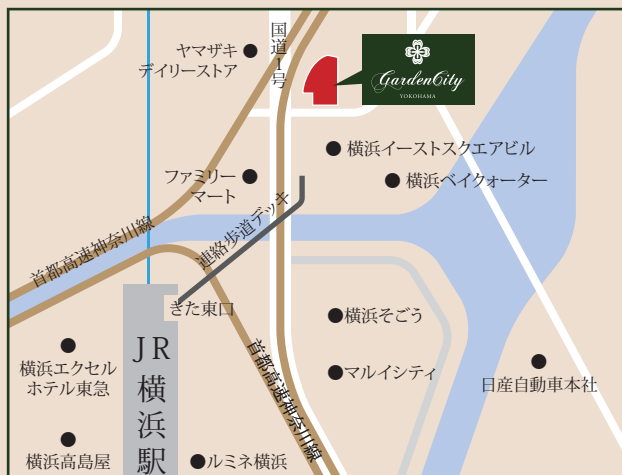 ヤマザキ
デイリーストア
国道1号
GardenCity
YOKOHAMA
横浜イーストスクエアビル
ファミリー
マート
横浜ベイクォーター
連絡歩道デッキ
首都高速神奈川線
きた東口
横浜そごう
首都高速神奈川線
JR
横浜駅
横浜エクセル
ホテル東急
マルイシティ
日産自動車本社
横浜高島屋
ルミネ横浜